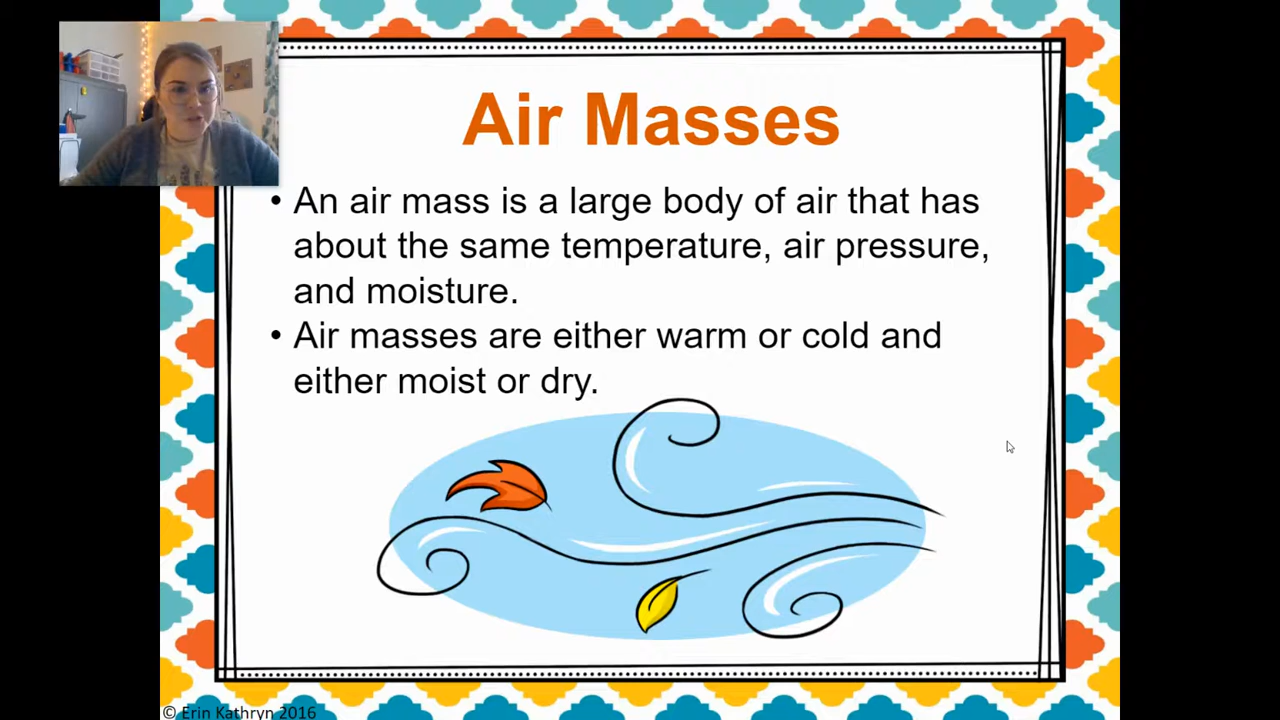 Air Masses
• An air mass is a large body of air that has
about the same temperature, air pressure,
and moisture.
• Air masses are either warm or cold and
either moist or dry.
© Erin Kathryn 2016